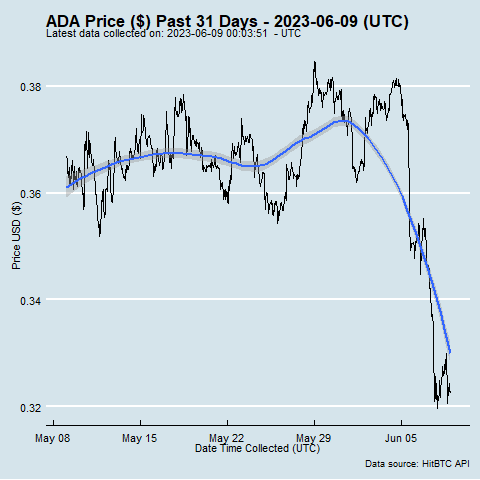 ADA Price ($) Past 31 Days - 2023-06-09 (UTC)
Latest data collected on: 2023-06-09 00:03:51 - UTC
0.38
0.36
0.34
0.32
Price USD ($)
May 08 May 15 May 22 May 29 Jun 05
Date Time Collected (UTC)
Data source: HitBTC API